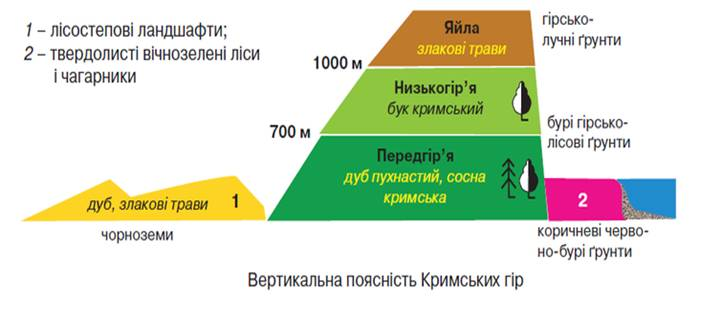 1 – лісостепові ландшафти;
2 – твердолисті вічнозелені ліси
і чагарники
Яйла
злакові трави
гірсько-
лучні ґрунти
1000 м
Низькогір’я
бук кримський
700 м
бурі гірсько-
лісові ґрунти
Передгір’я
дуб пухнастий, сосна
кримська
дуб, злакові трави 1
2
чорноземи
коричневі черво-
но-бурі ґрунти
Вертикальна поясність Кримських гір